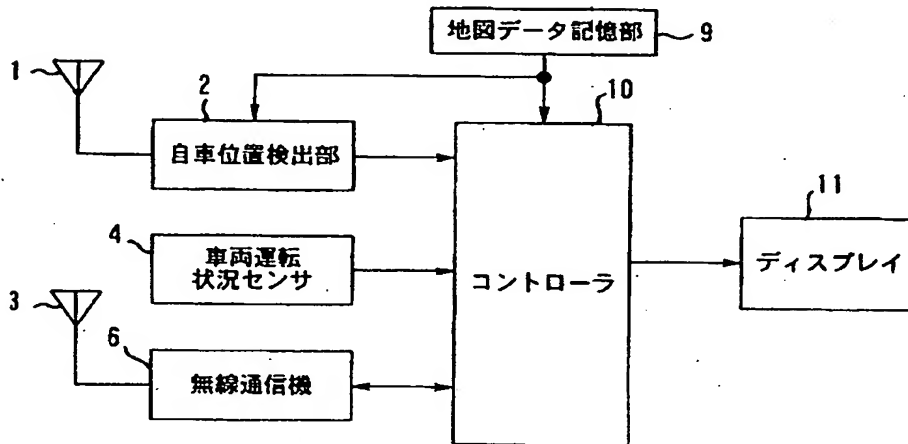 地図データ記憶部
9
1
2
10
自車位置検出部
11
4
車両運転
状況センサ
コントローラ
ディスプレイ
3
6
無線通信機